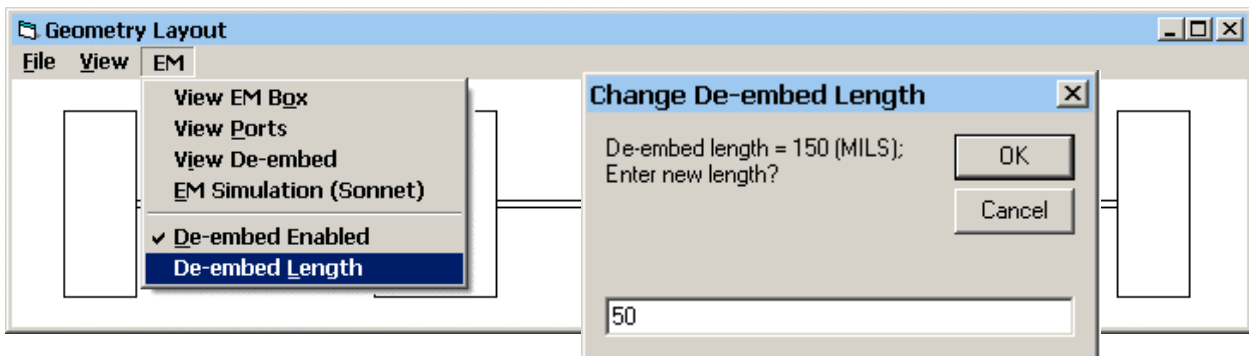 Geometry Layout
File View EM
View EM Box
View Ports
View De-embed
EM Simulation (Sonnet)
✓ De-embed Enabled
De-embed Length
Change De-embed Length
De-embed length = 150 (MILS);
Enter new length?
OK
Cancel
50